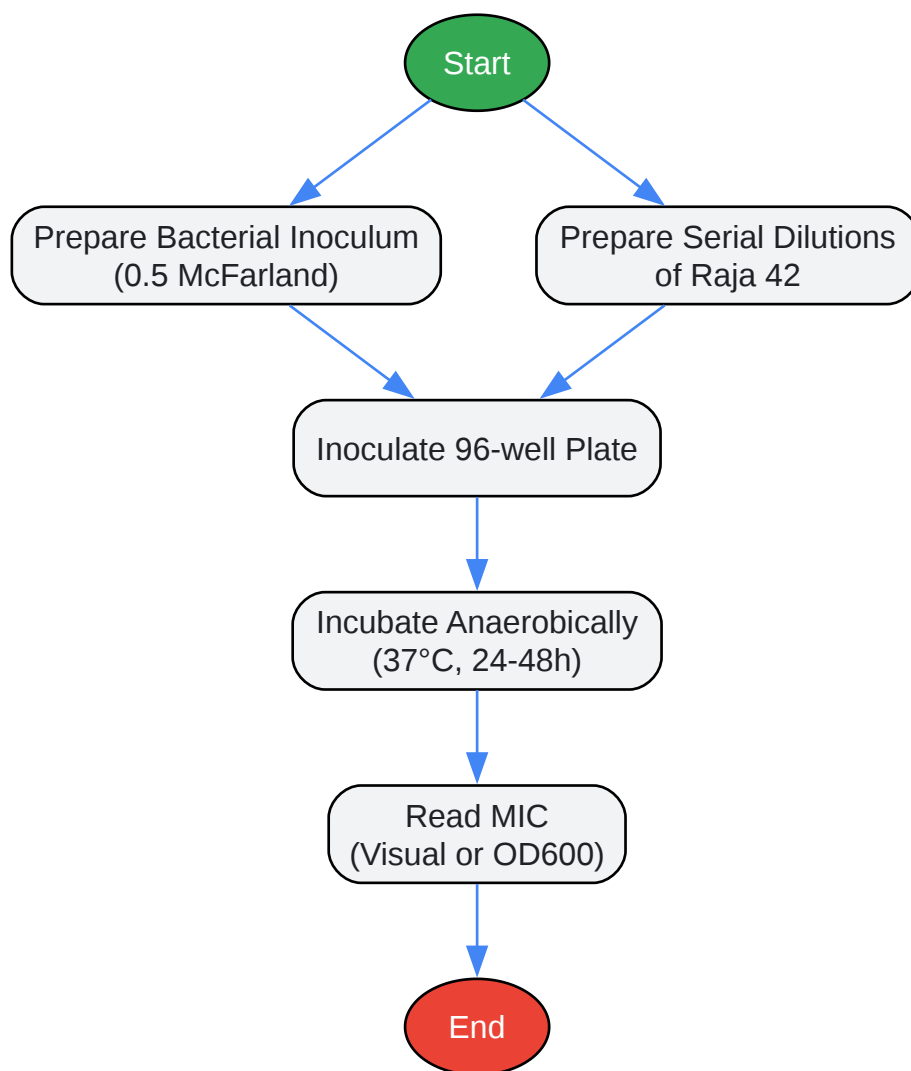 Start
Prepare Bacterial Inoculum
(0.5 McFarland)
Prepare Serial Dilutions
of Raja 42
Inoculate 96-well Plate
Incubate Anaerobically
(37°C, 24-48h)
Read MIC
(Visual or OD600)
End